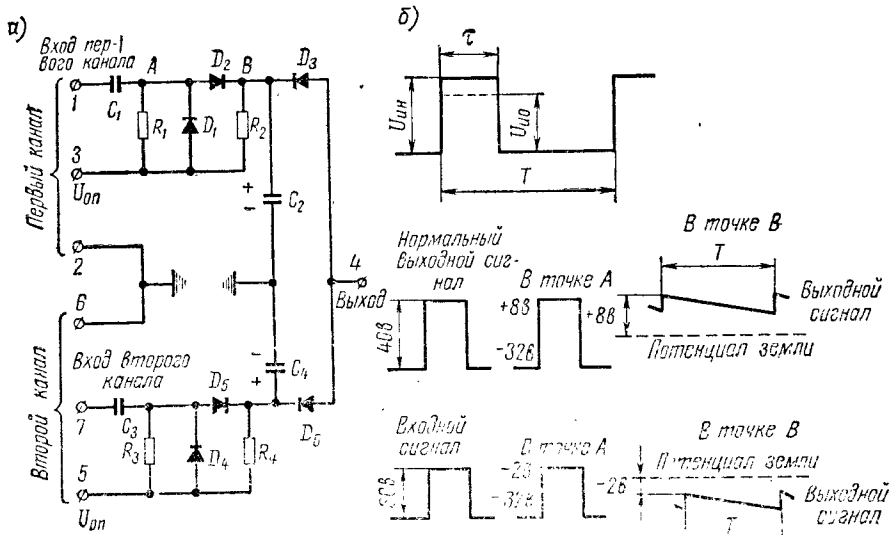 а)
Вход пер-
вого канала
1
C₁
A
D₂
B
D₃
R₁
D₁
R₂
3
Uоп
Первый канал
+
-
C₂
2
4
Выход
6
-
+
C₄
Вход второго
канала
7
C₃
D₅
R₃
D₄
R₄
5
Uоп
Второй канал
б)
τ
Uин
Uио
T
Нормальный
выходной сиг-
нал
40в
В точке А
+8в
-32в
В точке В
T
+8в
Выходной
сигнал
Потенциал земли
Входной
сигнал
В точке А
-2в
-32в
В точке В
Потенциал земли
-2в
Выходной
сигнал
T